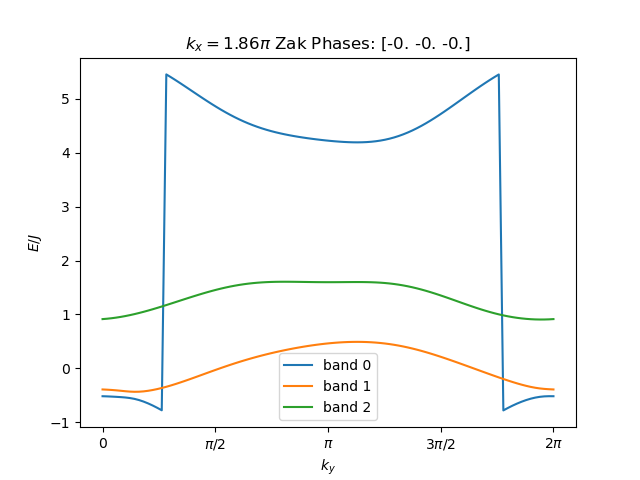 $k_x = 1.86\pi$ Zak Phases: [-0. -0. -0.]
E/J
5
4
3
2
1
0
−1
band 0
band 1
band 2
0
π/2
π
3π/2
2π
$k_y$